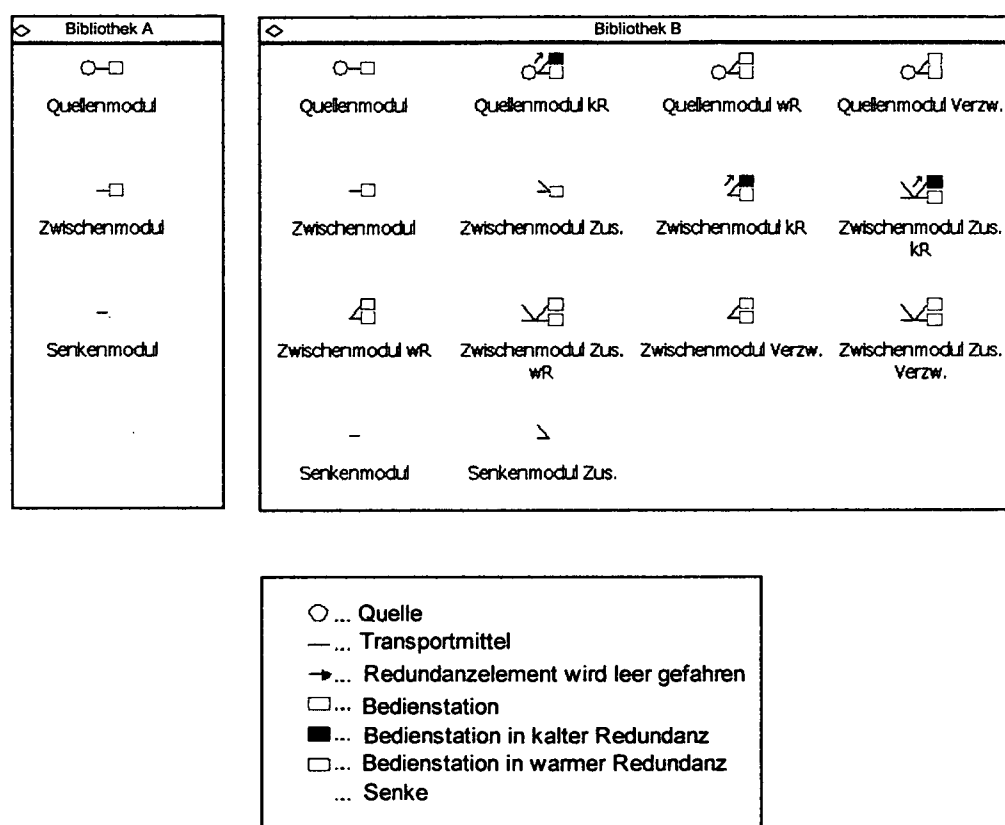 Bibliothek A
Quellenmodul
Zwischenmodul
Senkenmodul
Bibliothek B
Quellenmodul Quellenmodul kR Quellenmodul wR Quellenmodul Verzw.
Zwischenmodul Zwischenmodul Zus. Zwischenmodul kR Zwischenmodul Zus.
kR
Zwischenmodul wR Zwischenmodul Zus. Zwischenmodul Verzw. Zwischenmodul Zus.
wR Verzw.
Senkenmodul Senkenmodul Zus.
... Quelle
... Transportmittel
... Redundanzelement wird leer gefahren
... Bedienstation
... Bedienstation in kalter Redundanz
... Bedienstation in warmer Redundanz
... Senke